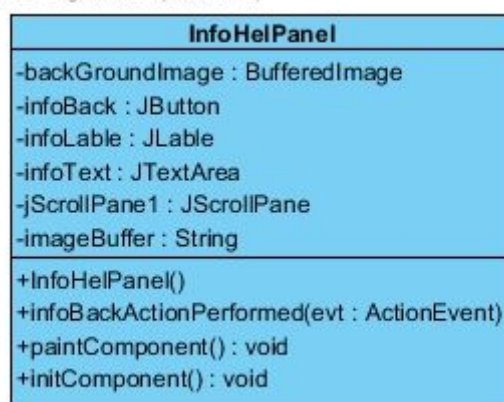 InfoHelPanel
-backGroundImage : BufferedImage
-infoBack : JButton
-infoLable : JLable
-infoText : JTextArea
-jScrollPane1 : JScrollPane
-imageBuffer : String
+InfoHelPanel()
+infoBackActionPerformed(evt : ActionEvent)
+paintComponent() : void
+initComponent() : void